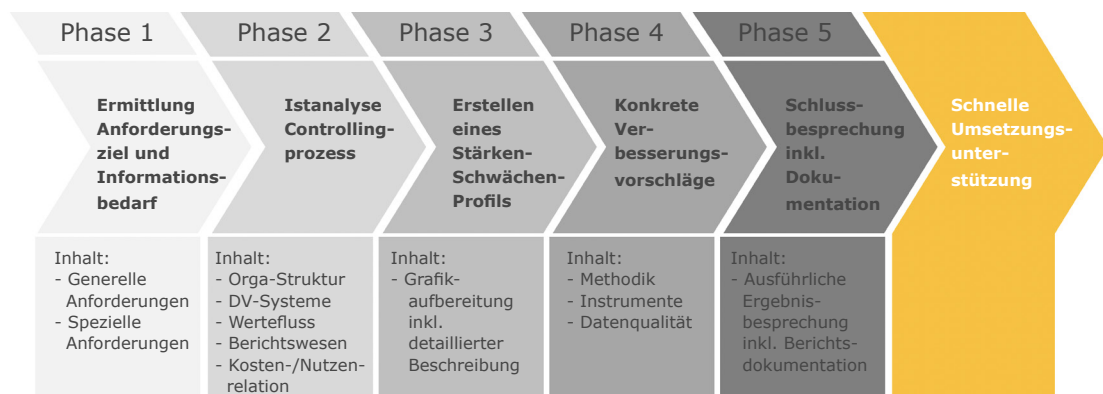 Phase 1
Phase 2
Phase 3
Phase 4
Phase 5
Ermittlung
Anforderungs-
ziel und
Informations-
bedarf
Istanalyse
Controlling-
prozess
Erstellen
eines
Stärken-
Schwächen-
Profils
Konkrete
Ver-
besserungs-
vorschläge
Schluss-
besprechung
inkl.
Doku-
mentation
Schnelle
Umsetzungs-
unter-
stützung
Inhalt:
- Generelle
Anforderungen
- Spezielle
Anforderungen
Inhalt:
- Orga-Struktur
- DV-Systeme
- Wertefluss
- Berichtswesen
- Kosten-/Nutzen-
relation
Inhalt:
- Grafik-
aufbereitung
inkl.
detaillierter
Beschreibung
Inhalt:
- Methodik
- Instrumente
- Datenqualität
Inhalt:
- Ausführliche
Ergebnis-
besprechung
inkl. Berichts-
dokumentation